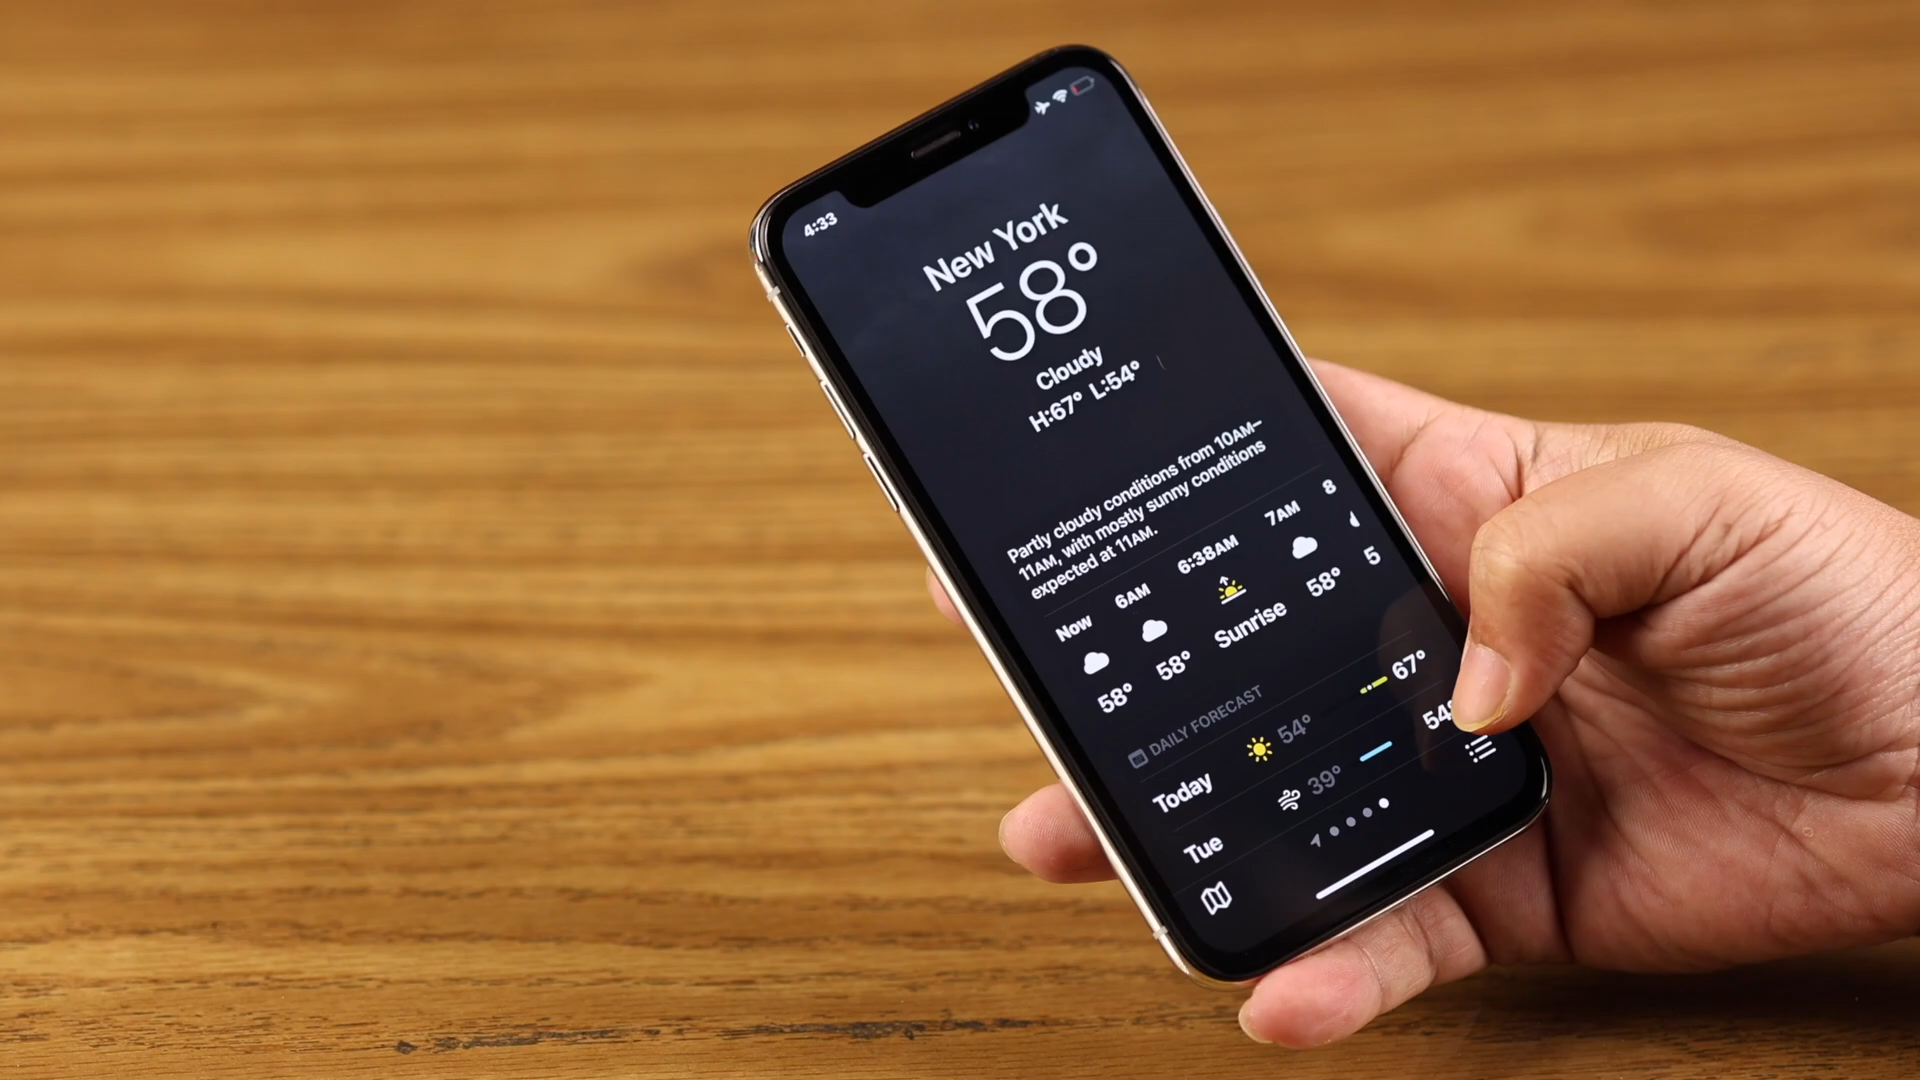 4:33
New York
58°
Cloudy
H:67° L:54°
Partly cloudy conditions from 10AM–
11AM, with mostly sunny conditions
expected at 11AM.
Now 6AM 6:38AM 7AM 8
58° 58° Sunrise 58° 5
DAILY FORECAST
Today 54° 67°
Tue 39° 54°